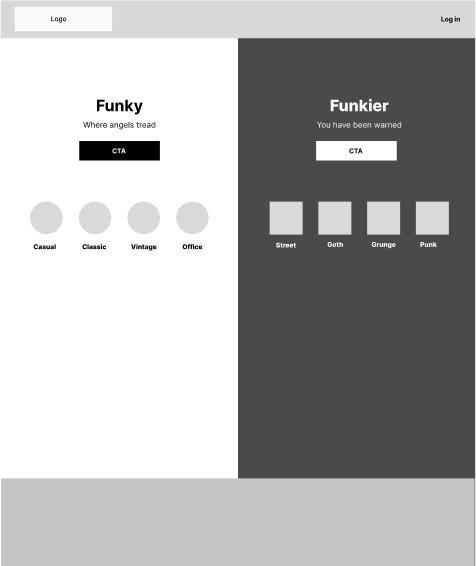 Logo
Log in
Funky
Where angels tread
CTA
Casual
Classic
Vintage
Office
Funkier
You have been warned
CTA
Street
Goth
Grunge
Punk